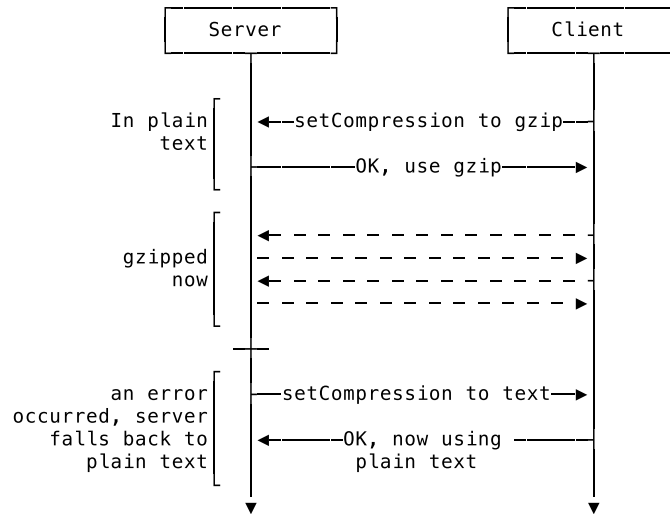 Server
Client
In plain
text
setCompression to gzip
OK, use gzip
gzipped
now
an error
occurred, server
falls back to
plain text
setCompression to text
OK, now using
plain text